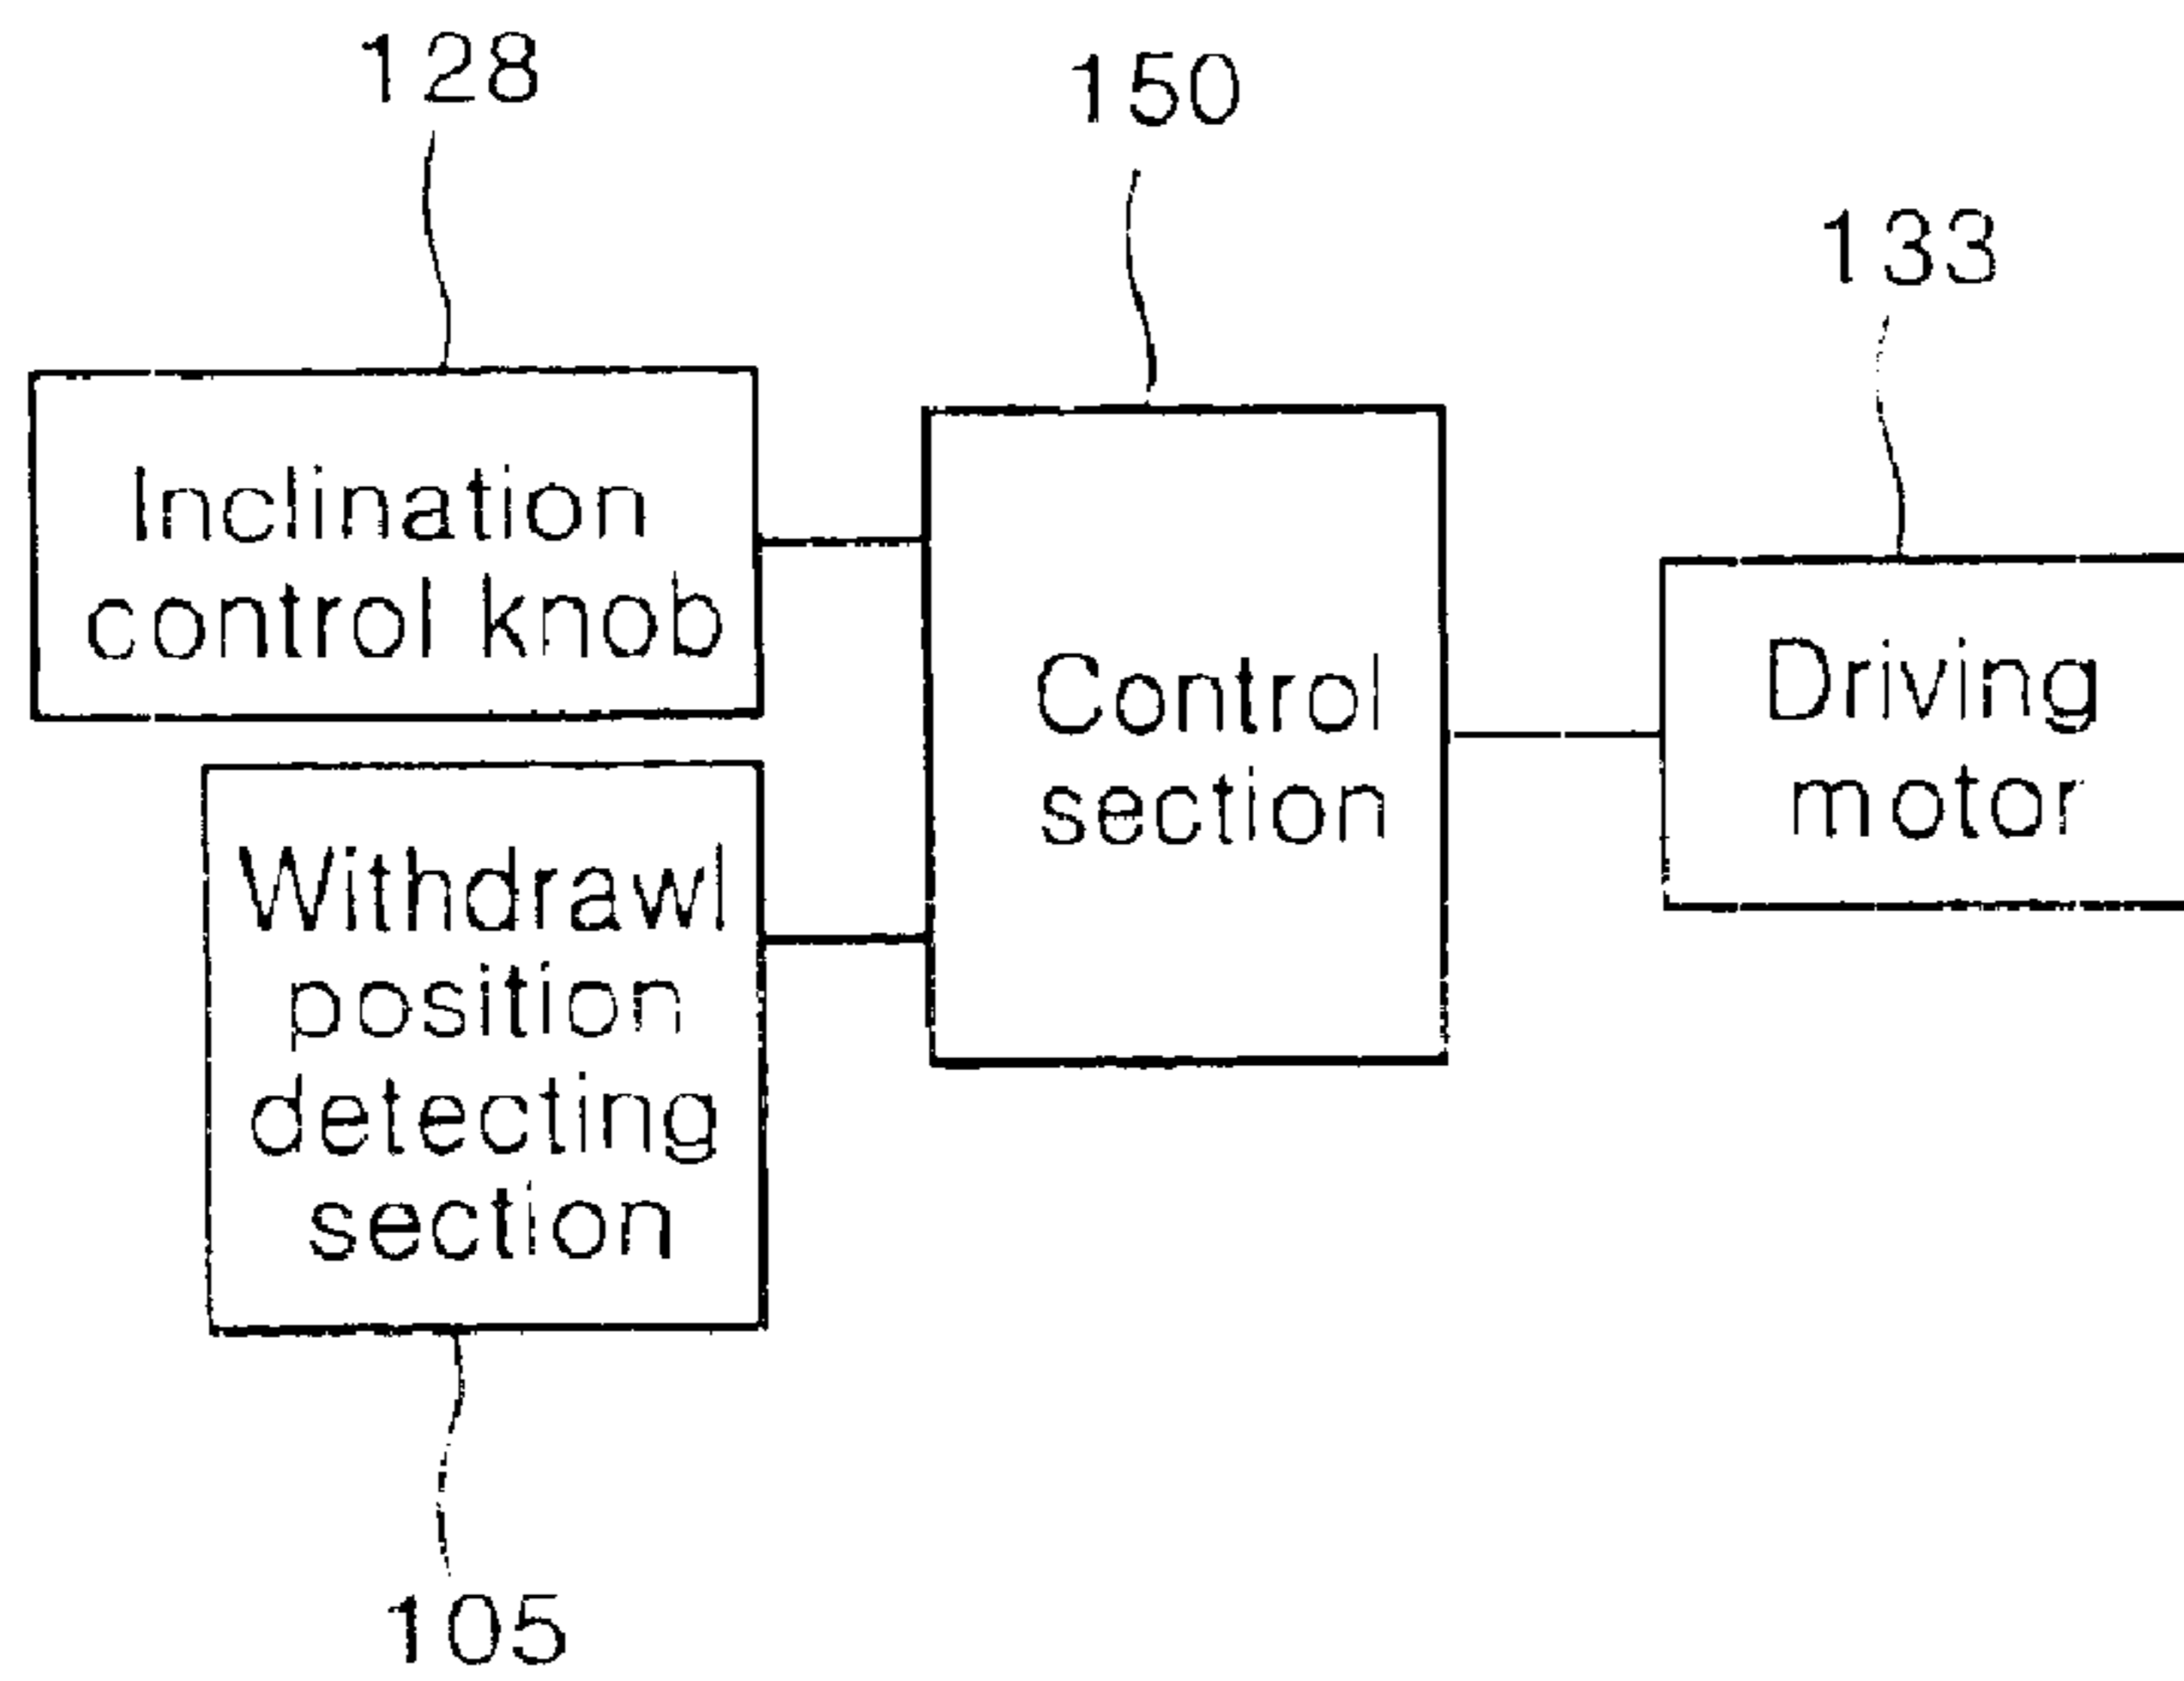 128
150
133
Inclination
control knob
Control
section
Driving
motor
Withdrawl
position
detecting
section
105